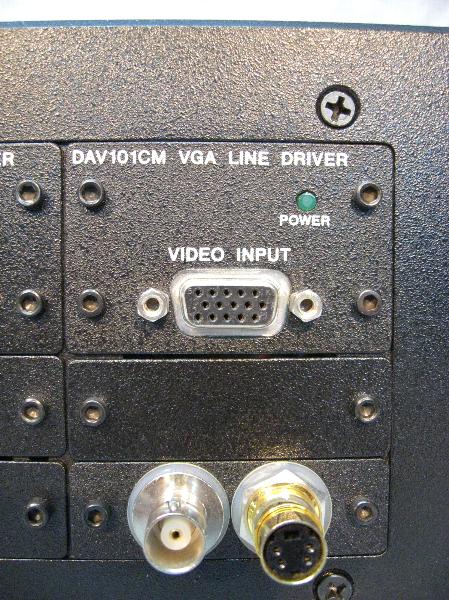 R
DAV101CM VGA LINE DRIVER
POWER
VIDEO INPUT